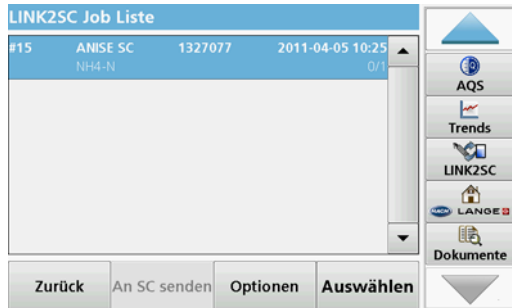 LINK2SC Job Liste
#15 ANISE SC 1327077 2011-04-05 10:25
NH4-N 0/1
AQS
Trends
LINK2SC
HACH LANGE
Dokumente
Zurück An SC senden Optionen Auswählen